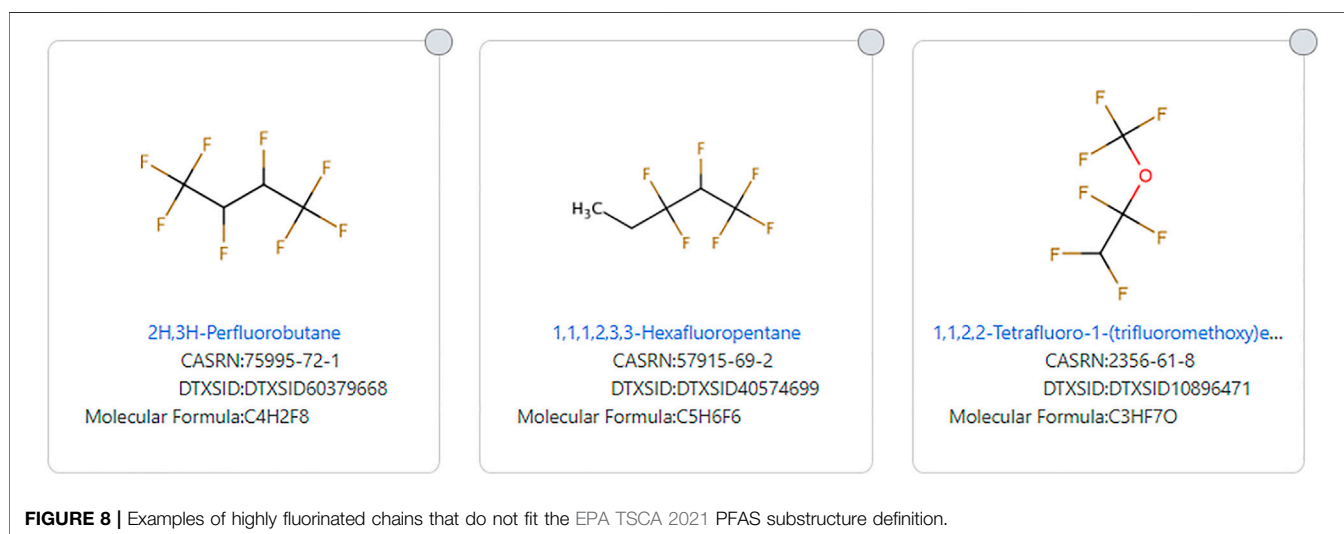 F F F F F F F F
2H,3H-Perfluorobutane
CASRN:75995-72-1
DTXSID:DTXSID60379668
Molecular Formula:C4H2F8
H₃C F F F F F F
1,1,1,2,3,3-Hexafluoropentane
CASRN:57915-69-2
DTXSID:DTXSID40574699
Molecular Formula:C5H6F6
F F F O F F F F
1,1,2,2-Tetrafluoro-1-(trifluoromethoxy)e...
CASRN:2356-61-8
DTXSID:DTXSID10896471
Molecular Formula:C3HF7O
FIGURE 8 | Examples of highly fluorinated chains that do not fit the EPA TSCA 2021 PFAS substructure definition.